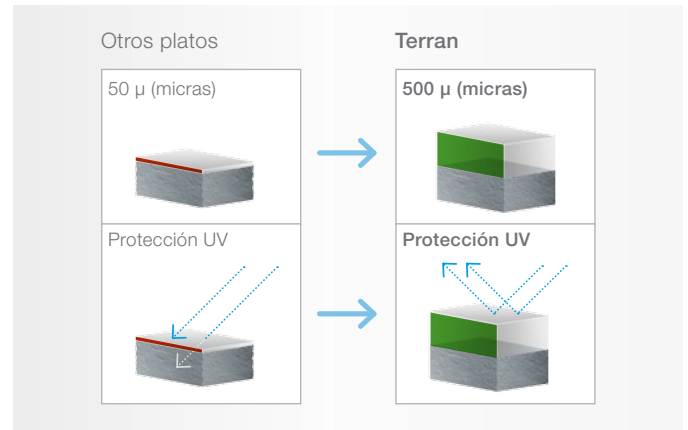 Otros platos
Terran
50 µ (micras)
500 µ (micras)
Protección UV
Protección UV